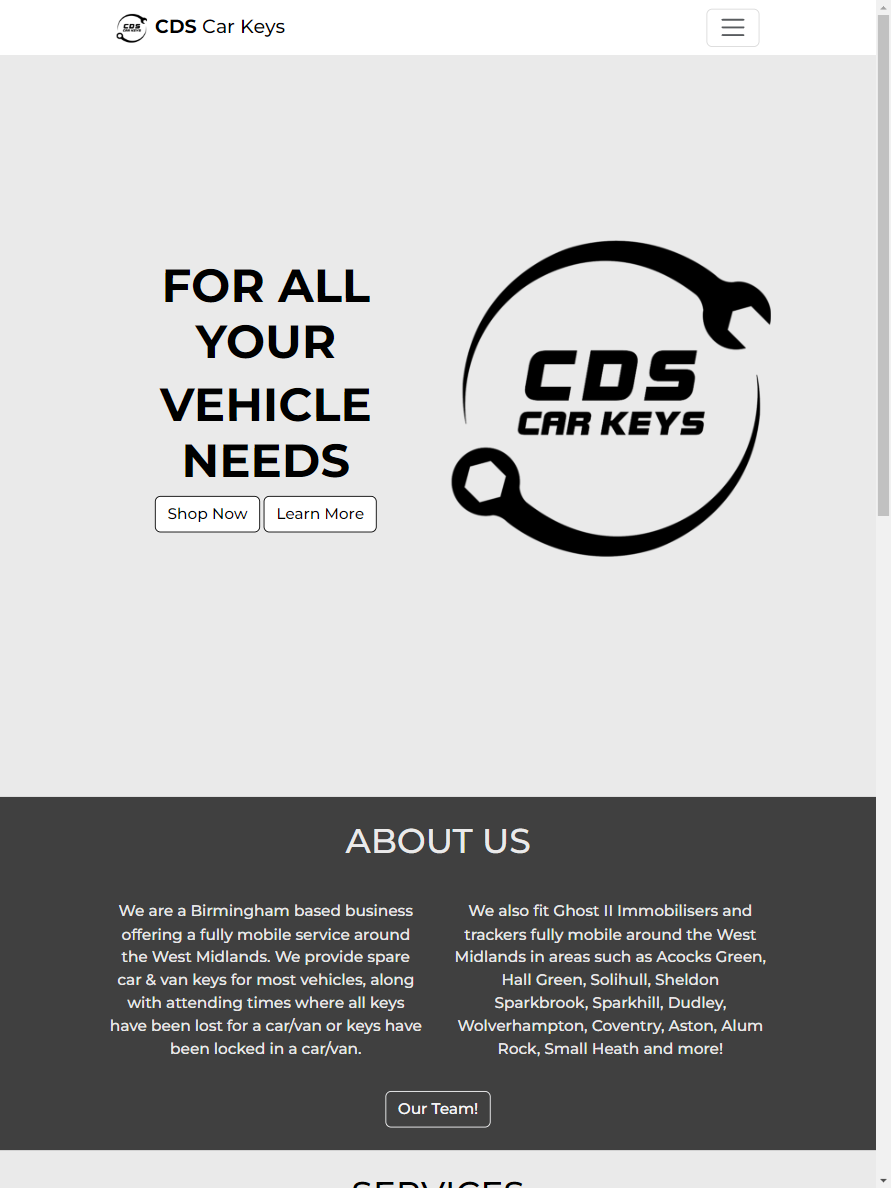 CDS
CAR KEYS
CDS Car Keys
FOR ALL
YOUR
VEHICLE
NEEDS
Shop Now
Learn More
CDS
CAR KEYS
ABOUT US
We are a Birmingham based business
offering a fully mobile service around
the West Midlands. We provide spare
car & van keys for most vehicles, along
with attending times where all keys
have been lost for a car/van or keys have
been locked in a car/van.
We also fit Ghost II Immobilisers and
trackers fully mobile around the West
Midlands in areas such as Acocks Green,
Hall Green, Solihull, Sheldon
Sparkbrook, Sparkhill, Dudley,
Wolverhampton, Coventry, Aston, Alum
Rock, Small Heath and more!
Our Team!
SERVICES